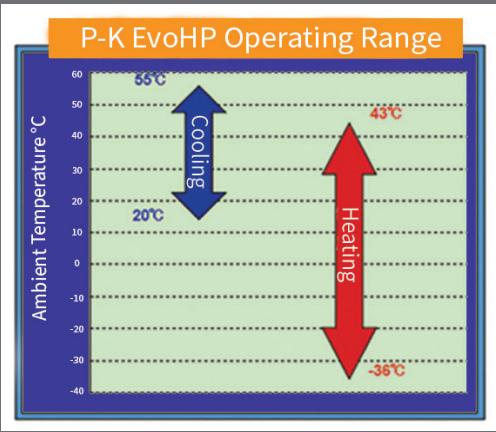 P-K EvoHP Operating Range
Ambient Temperature °C
60
50
40
30
20
10
0
-10
-20
-30
-40
55°C
Cooling
20°C
43°C
Heating
-36°C